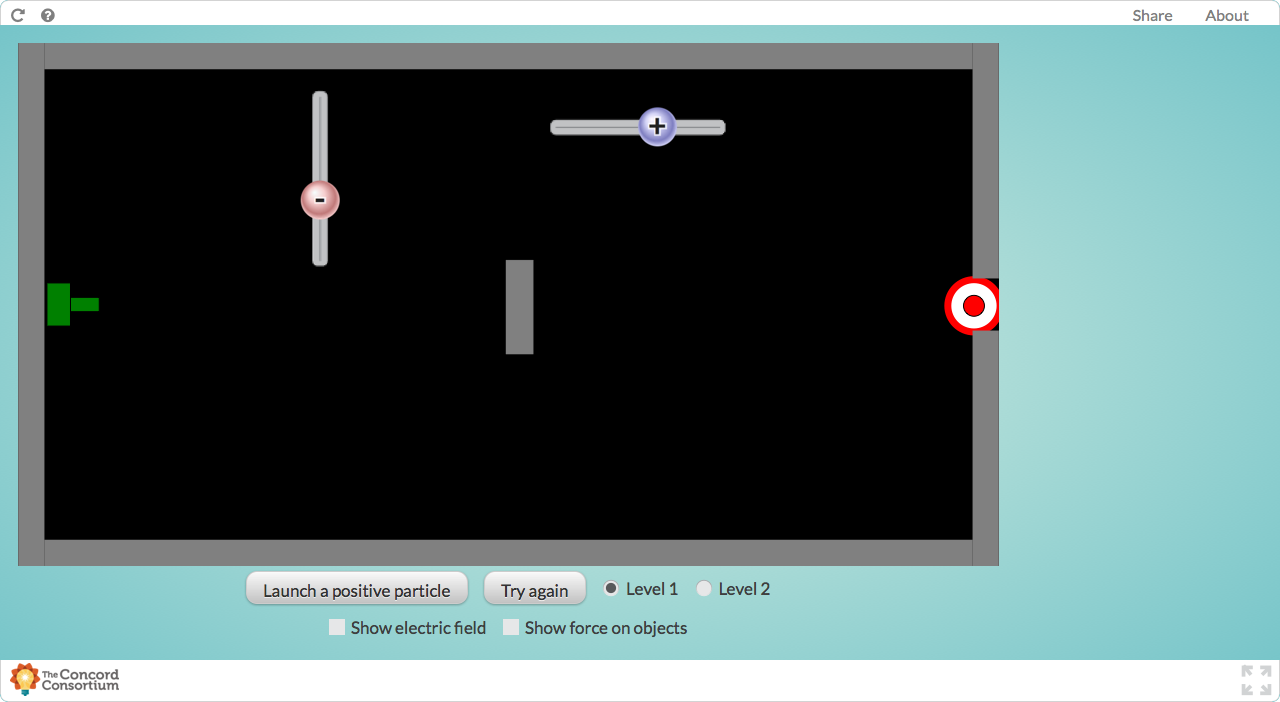 Share About
+
-
Launch a positive particle Try again Level 1 Level 2
Show electric field Show force on objects
The Concord
Consortium